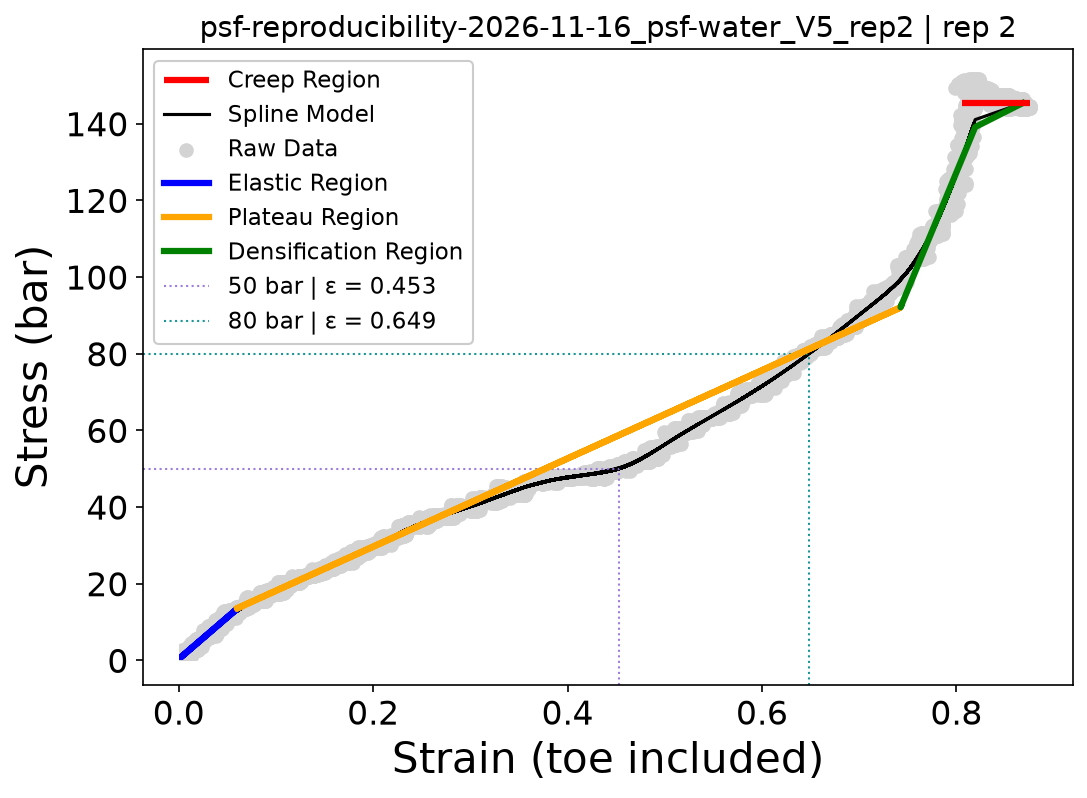 psf-reproducibility-2026-11-16_psf-water_V5_rep2 | rep 2
Creep Region
Spline Model
Raw Data
Elastic Region
Plateau Region
Densification Region
50 bar | ε = 0.453
80 bar | ε = 0.649
Stress (bar)
140
120
100
80
60
40
20
0
0.0 0.2 0.4 0.6 0.8
Strain (toe included)